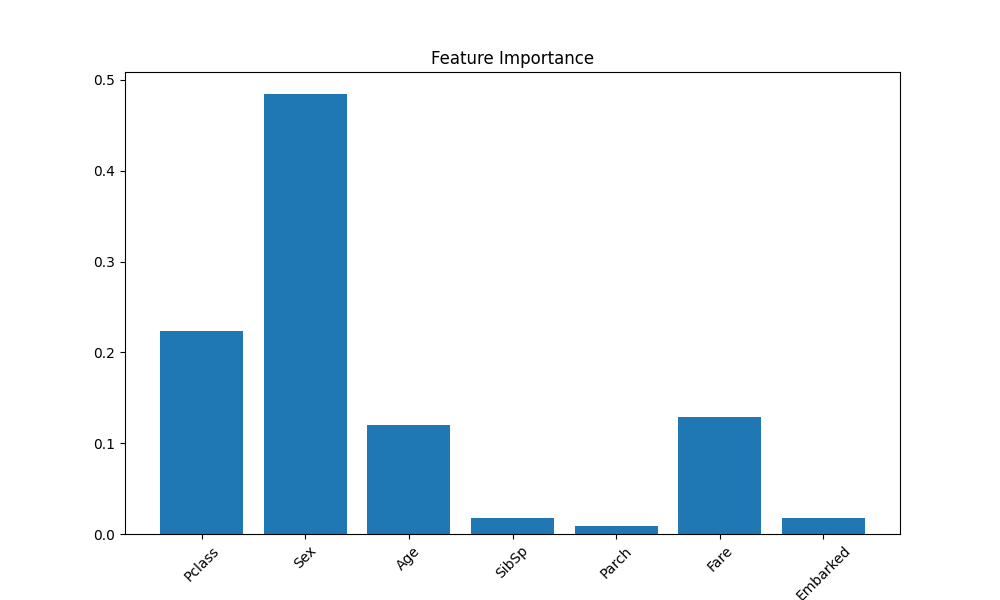 Feature Importance
0.5
0.4
0.3
0.2
0.1
0.0
Pclass
Sex
Age
SibSp
Parch
Fare
Embarked